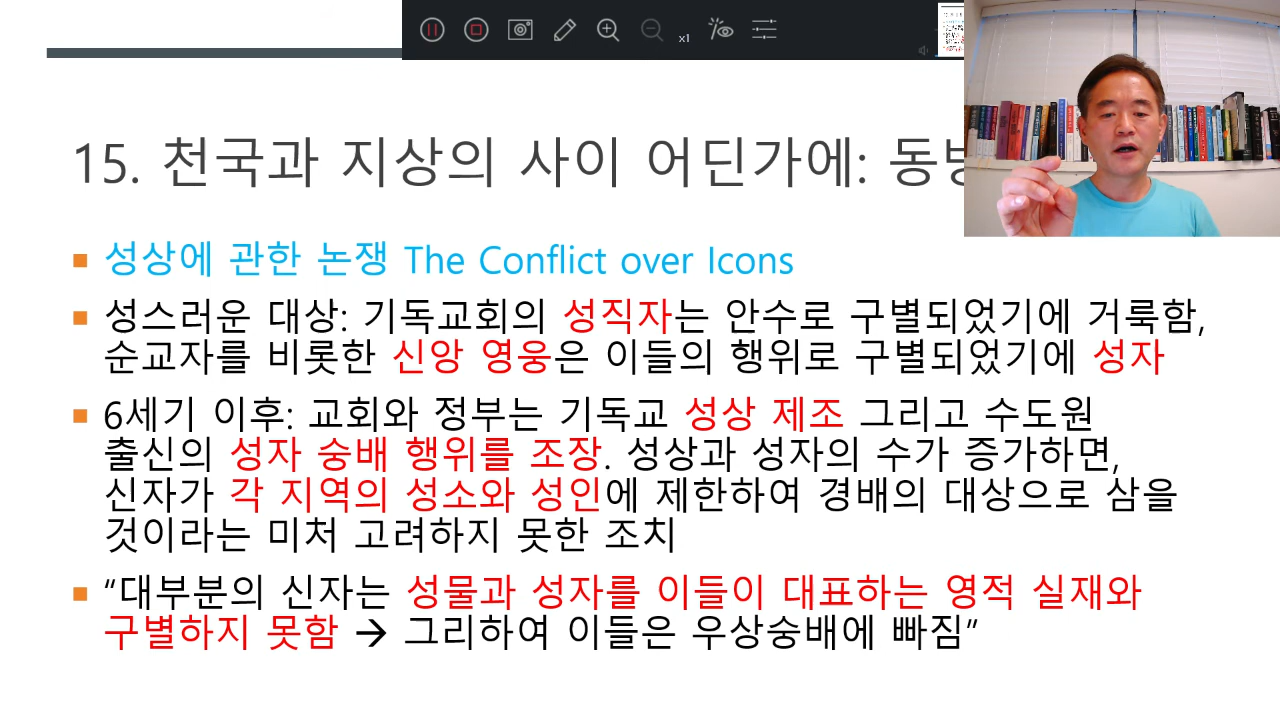 x1
15. 천국과 지상의 사이 어딘가에:
성상에 관한 논쟁 The Conflict over Icons
성스러운 대상: 기독교회의 성직자는 안수로 구별되었기에 거룩함,
순교자를 비롯한 신앙 영웅은 이들의 행위로 구별되었기에 성자
6세기 이후: 교회와 정부는 기독교 성상 제조 그리고 수도원
출신의 성자 숭배 행위를 조장. 성상과 성자의 수가 증가하면,
신자가 각 지역의 성소와 성인에 제한하여 경배의 대상으로 삼을
것이라는 미처 고려하지 못한 조치
“대부분의 신자는 성물과 성자를 이들이 대표하는 영적 실재와
구별하지 못함 → 그리하여 이들은 우상숭배에 빠짐”